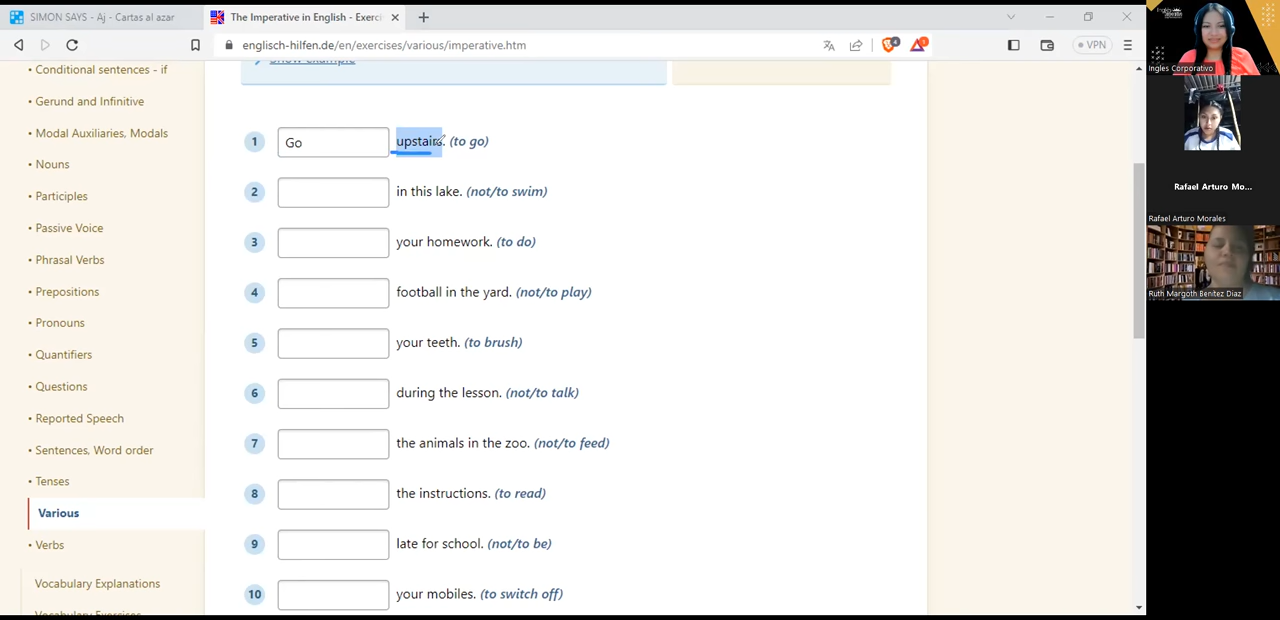 SIMON SAYS - Aj - Cartas al azar
The Imperative in English - Exerci
englisch-hilfen.de/en/exercises/various/imperative.htm
VPN
Show example
• Conditional sentences - if
• Gerund and Infinitive
• Modal Auxiliaries, Modals
• Nouns
• Participles
• Passive Voice
• Phrasal Verbs
• Prepositions
• Pronouns
• Quantifiers
• Questions
• Reported Speech
• Sentences, Word order
• Tenses
Various
• Verbs
Vocabulary Explanations
Vocabulary Exercises
1 Go upstairs. (to go)
2 in this lake. (not/to swim)
3 your homework. (to do)
4 football in the yard. (not/to play)
5 your teeth. (to brush)
6 during the lesson. (not/to talk)
7 the animals in the zoo. (not/to feed)
8 the instructions. (to read)
9 late for school. (not/to be)
10 your mobiles. (to switch off)
Ingles Corporativo
Rafael Arturo Mo...
Rafael Arturo Morales
Ruth Margoth Benitez Diaz